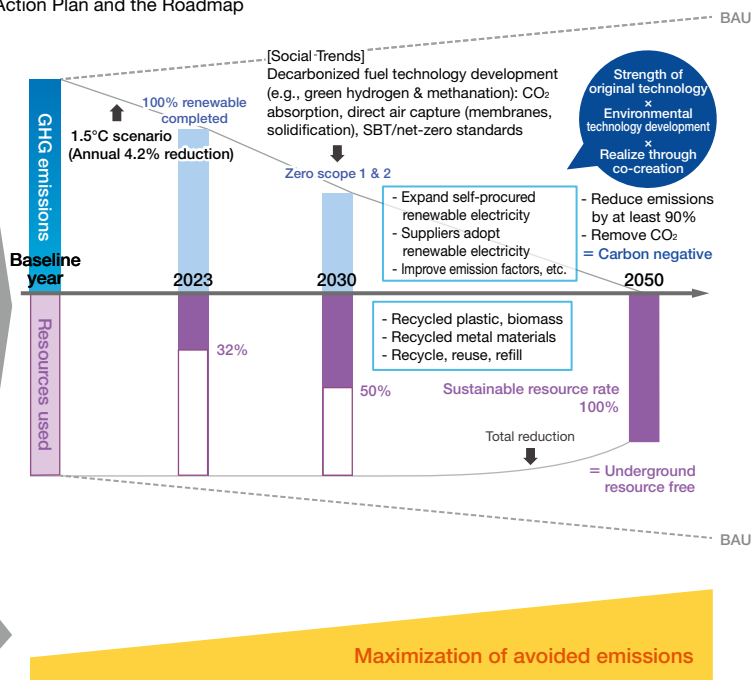 Action Plan and the Roadmap
BAU
[Social Trends]
Decarbonized fuel technology development
(e.g., green hydrogen & methanation): CO₂
absorption, direct air capture (membranes,
solidification), SBT/net-zero standards
Strength of
original technology
×
Environmental
technology development
×
Realize through
co-creation
100% renewable
completed
1.5°C scenario
(Annual 4.2% reduction)
GHG emissions
Zero scope 1 & 2
- Expand self-procured
renewable electricity
- Suppliers adopt
renewable electricity
- Improve emission factors, etc.
- Reduce emissions
by at least 90%
- Remove CO₂
= Carbon negative
Baseline
year
2023
2030
2050
Resources used
32%
50%
- Recycled plastic, biomass
- Recycled metal materials
- Recycle, reuse, refill
Sustainable resource rate
100%
Total reduction
= Underground
resource free
BAU
Maximization of avoided emissions